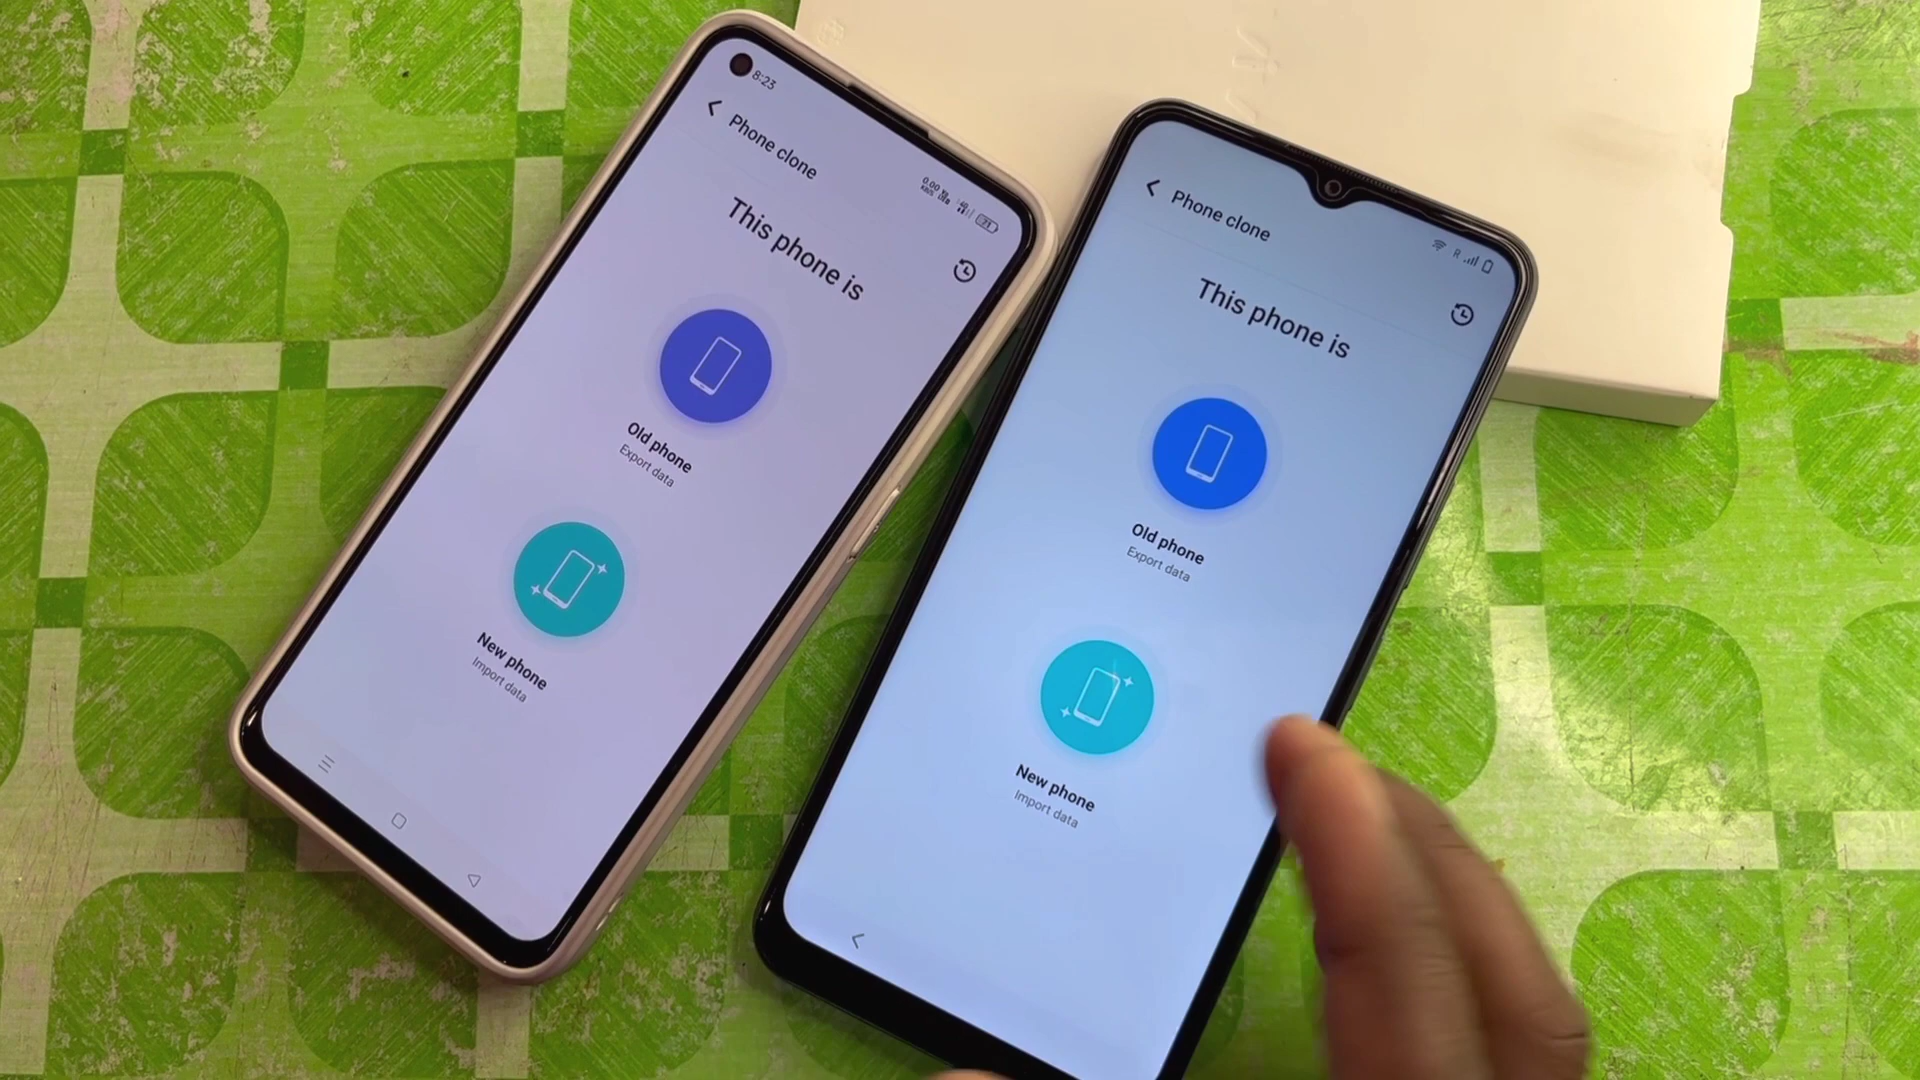 8:23
Phone clone
This phone is
Old phone
Export data
New phone
Import data
Phone clone
This phone is
Old phone
Export data
New phone
Import data